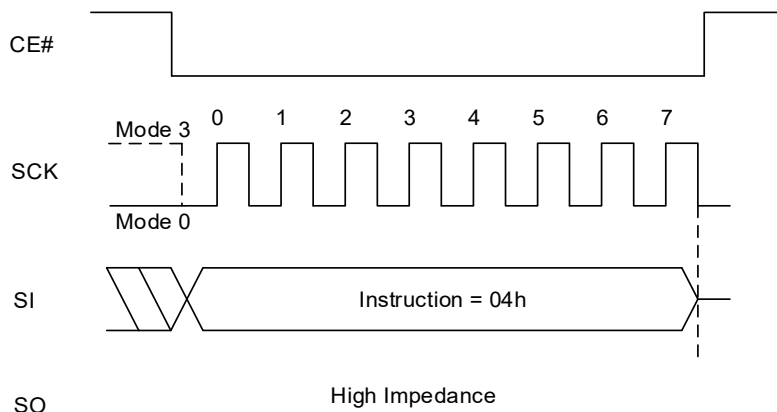 CE#
Mode 3
0 1 2 3 4 5 6 7
SCK
Mode 0
SI
Instruction = 04h
SO
High Impedance